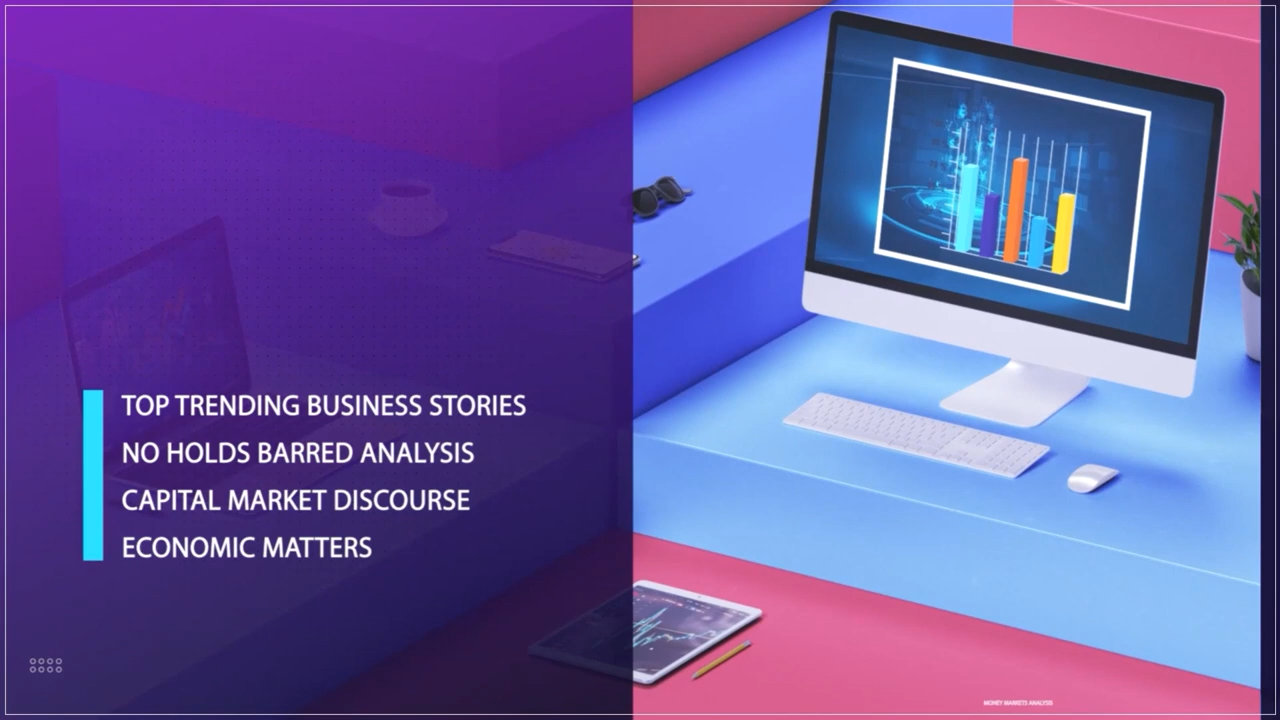 TOP TRENDING BUSINESS STORIES
NO HOLDS BARRED ANALYSIS
CAPITAL MARKET DISCOURSE
ECONOMIC MATTERS
MONEY MARKETS ANALYSIS